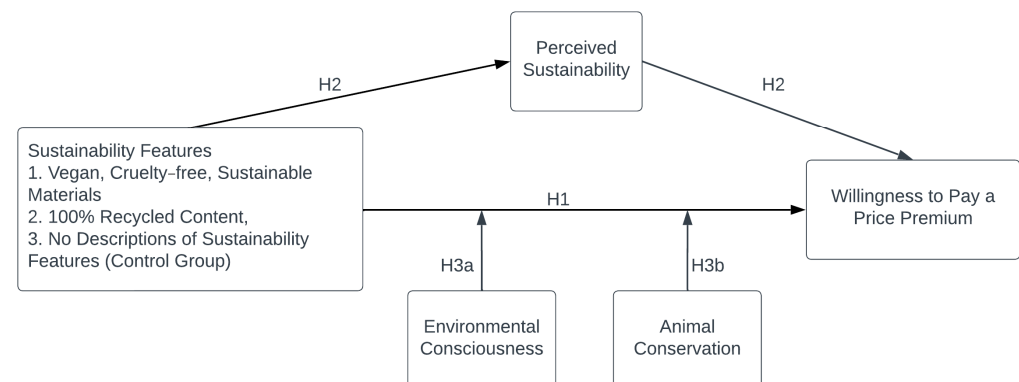 Perceived
Sustainability
H2
H2
Sustainability Features
1. Vegan, Cruelty-free, Sustainable
Materials
2. 100% Recycled Content,
3. No Descriptions of Sustainability
Features (Control Group)
H1
Willingness to Pay a
Price Premium
H3a
H3b
Environmental
Consciousness
Animal
Conservation